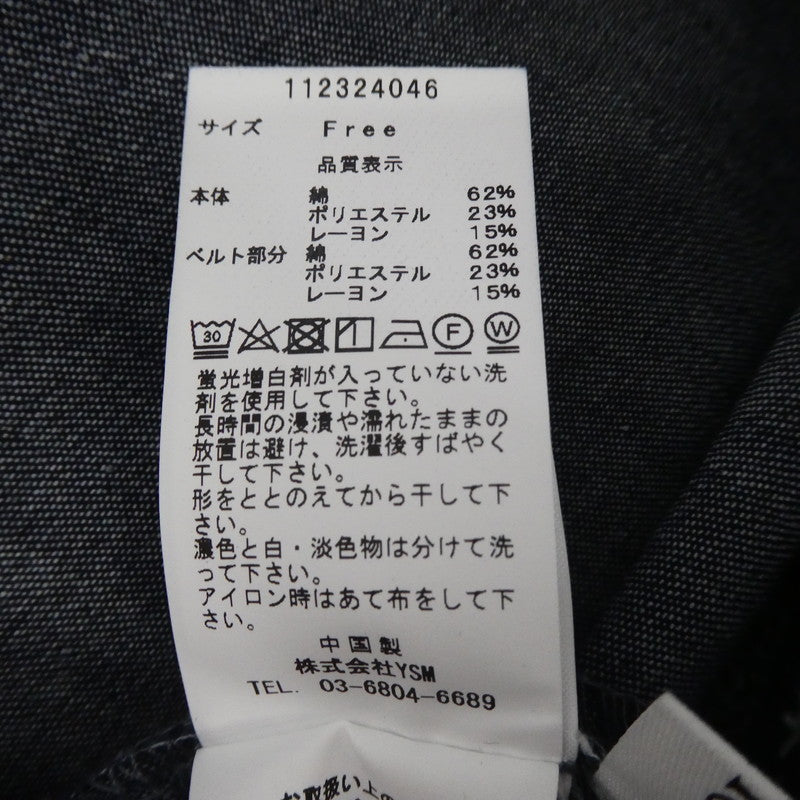 112324046
サイズ Free
品質表示
本体 綿 62%
ポリエステル 23%
レーヨン 15%
ベルト部分 綿 62%
ポリエステル 23%
レーヨン 15%
30 F W
蛍光増白剤が入っていない洗
剤を使用して下さい。
長時間の浸漬や濡れたままの
放置は避け、洗濯後すばやく
干して下さい。
形をととのえてから干して下
さい。
濃色と白・淡色物は分けて洗
って下さい。
アイロン時はあて布をして下
さい。
中国製
株式会社YSM
TEL. 03-6804-6689
お取扱い上の